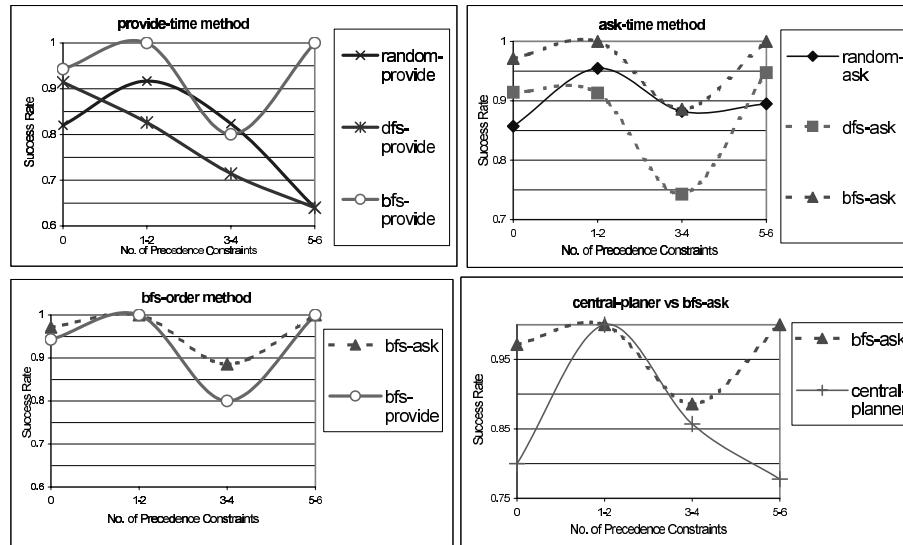 provide-time method
Success Rate
1
0.9
0.8
0.7
0.6
0
1-2
3-4
5-6
No. of Precedence Constraints
random-
provide
dfs-
provide
bfs-
provide
ask-time method
Success Rate
1
0.9
0.8
0.7
0
1-2
3-4
5-6
No. of Precedence Constraints
random-
ask
dfs-ask
bfs-ask
bfs-order method
Success Rate
1
0.9
0.8
0.7
0.6
0
1-2
3-4
5-6
No. of Precedence Constraints
bfs-ask
bfs-
provide
central-planer vs bfs-ask
Success Rate
0.95
0.85
0.75
0
1-2
3-4
5-6
No. of Precedence Constraints
bfs-ask
central-
planner